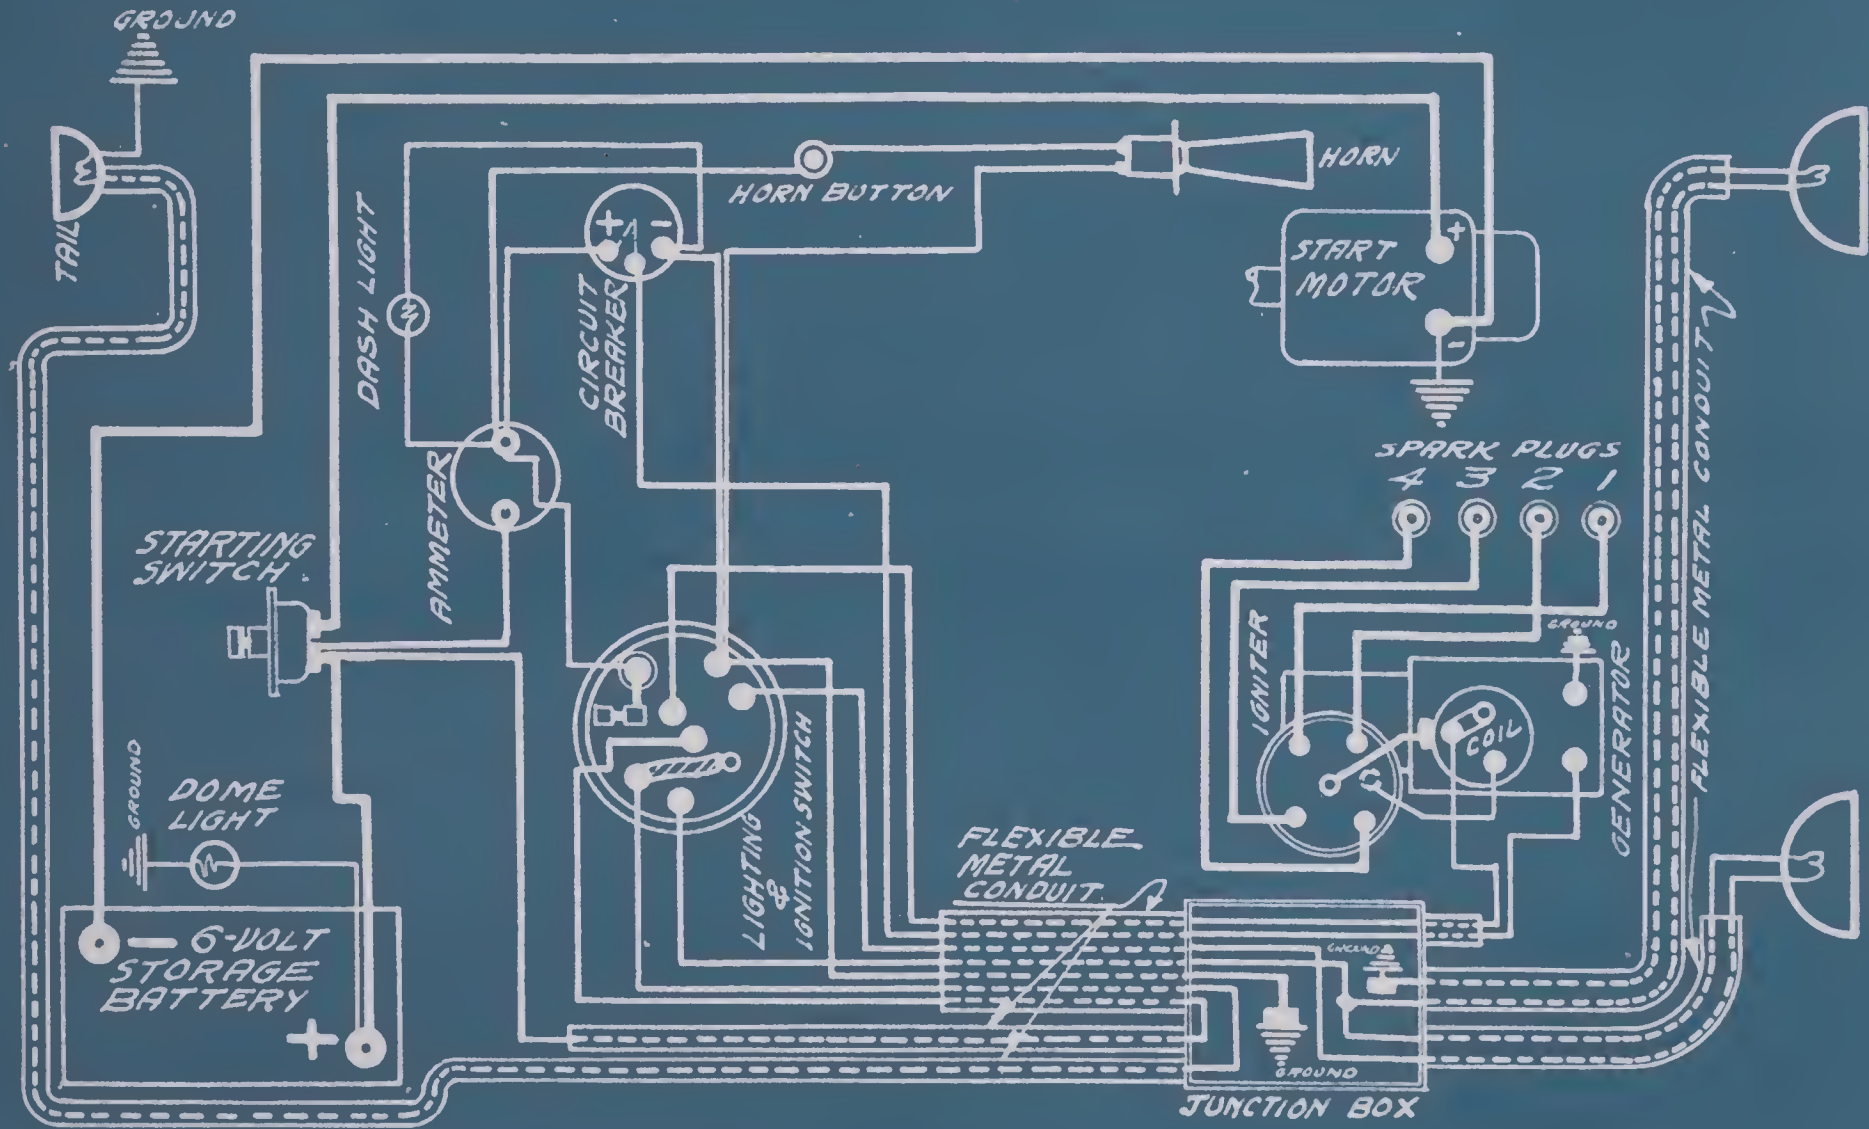 GROUND
TAIL
DASH LIGHT
HORN BUTTON
HORN
CIRCUIT
BREAKER
+
-
START
MOTOR
+
-
AMMETER
STARTING
SWITCH
SPARK PLUGS
4 3 2 1
FLEXIBLE METAL CONDUIT
IGNITER
GROUND
GENERATOR
COIL
C
LIGHTING
&
IGNITION SWITCH
GROUND
DOME
LIGHT
- 6-VOLT
STORAGE
BATTERY
+
FLEXIBLE
METAL
CONDUIT
GROUND
GROUND
JUNCTION BOX